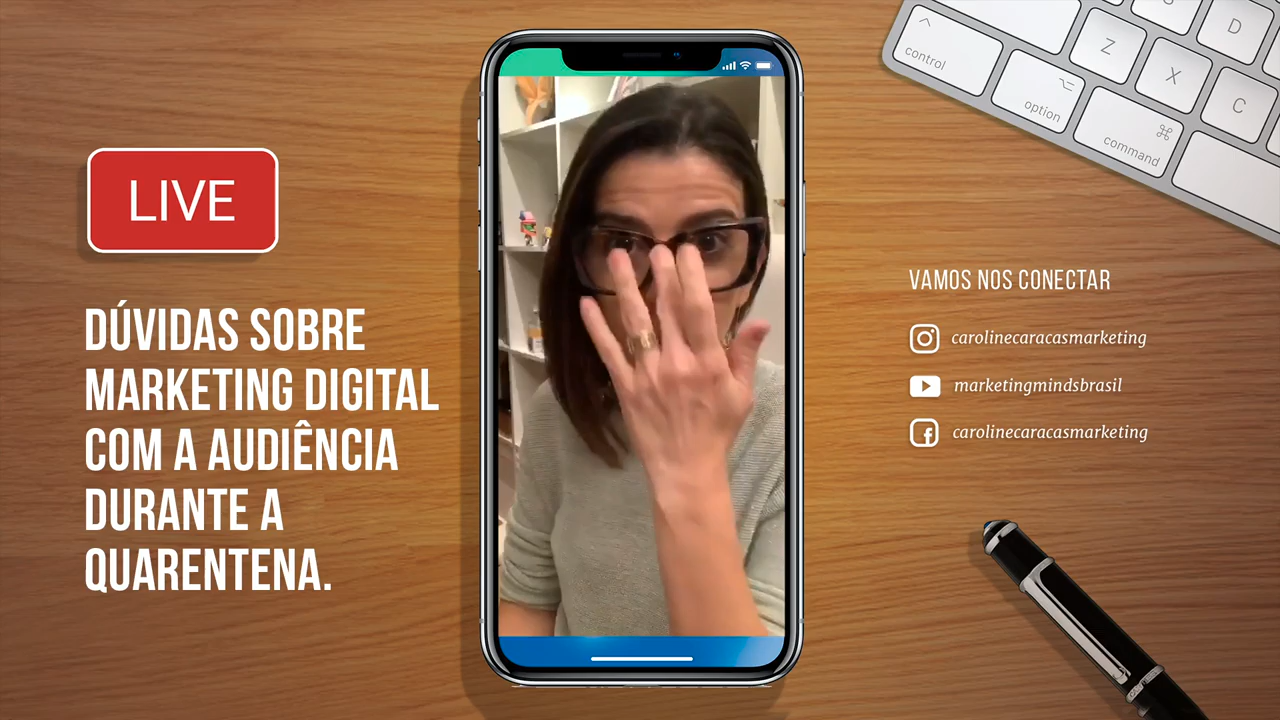 LIVE
DÚVIDAS SOBRE
MARKETING DIGITAL
COM A AUDIÊNCIA
DURANTE A
QUARENTENA.
VAMOS NOS CONECTAR
carolinecaracasmarketing
marketingmindsbrasil
carolinecaracasmarketing
S D
Z X C
control option command